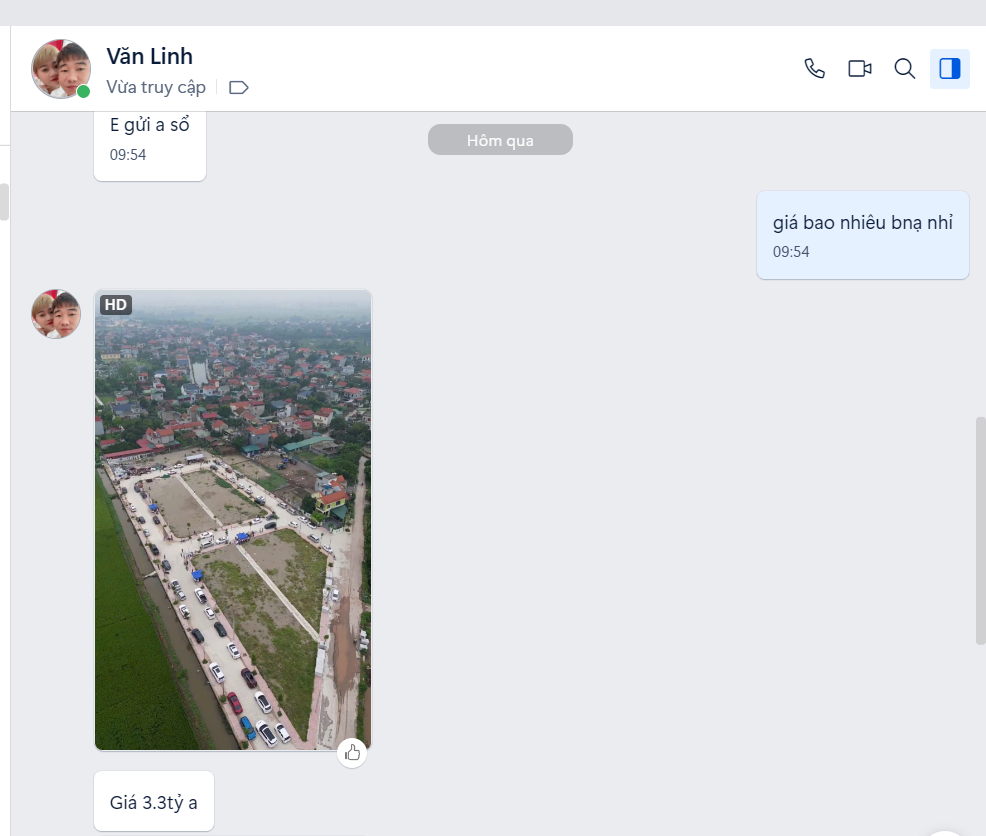 Văn Linh
Vừa truy cập
E gửi a sổ
09:54
Hôm qua
giá bao nhiêu bnạ nhỉ
09:54
HD
Giá 3.3tỷ a